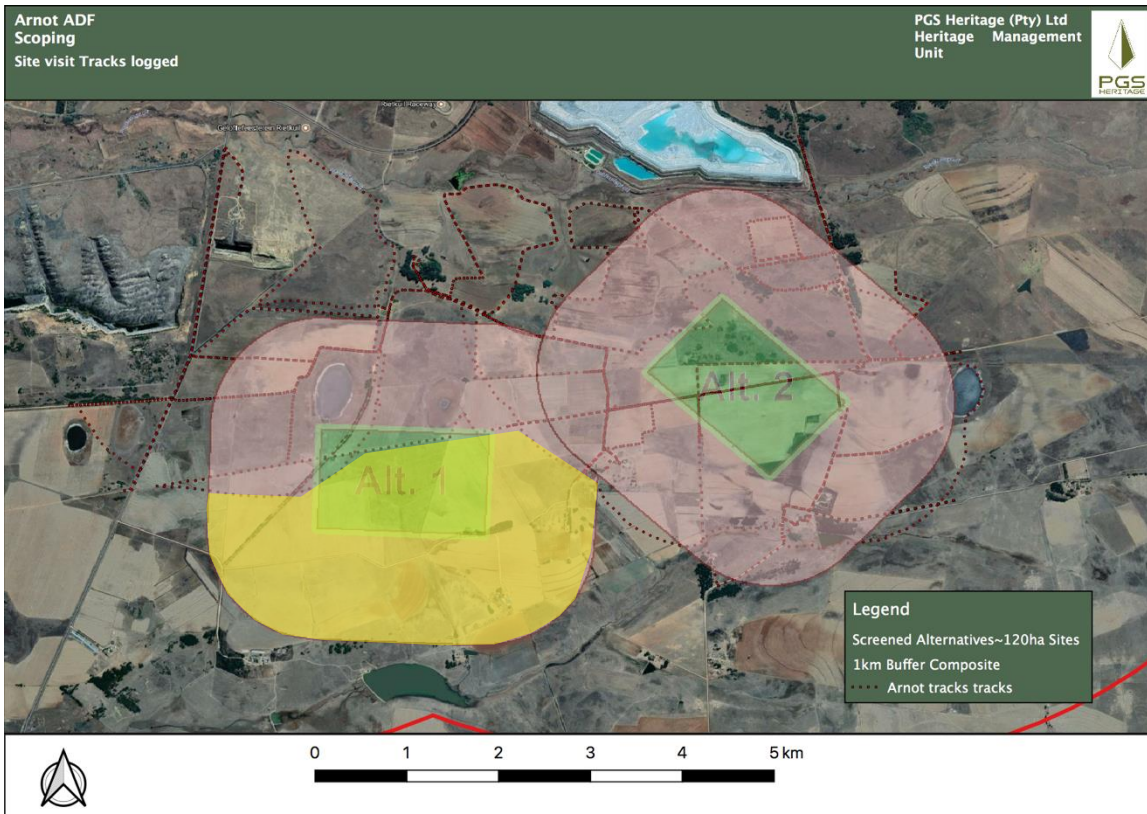 Arnot ADF
Scoping
Site visit Tracks logged
PGS Heritage (Pty) Ltd
Heritage Management
Unit
PGS
HERITAGE
Rietkuil Raceway
Alt. 1
Alt. 2
Legend
Screened Alternatives~120ha Sites
1km Buffer Composite
Arnot tracks tracks
0 1 2 3 4 5 km